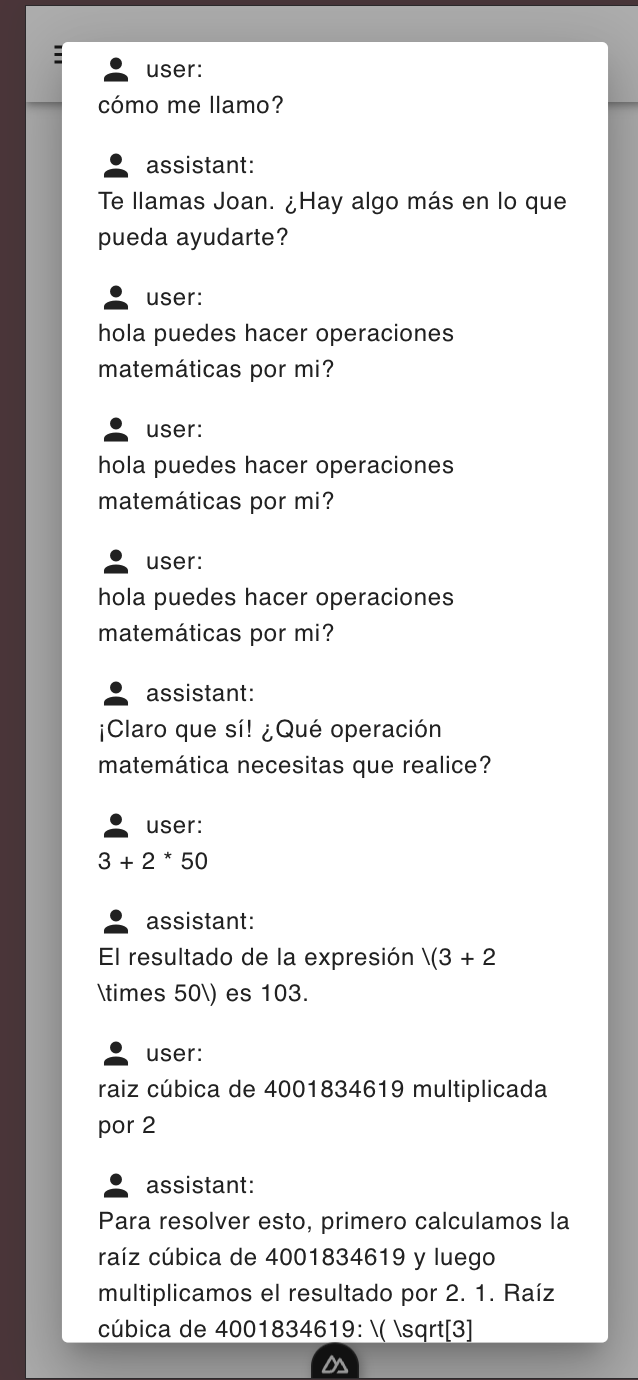 user:
cómo me llamo?
assistant:
Te llamas Joan. ¿Hay algo más en lo que
pueda ayudarte?
user:
hola puedes hacer operaciones
matemáticas por mi?
user:
hola puedes hacer operaciones
matemáticas por mi?
user:
hola puedes hacer operaciones
matemáticas por mi?
assistant:
¡Claro que sí! ¿Qué operación
matemática necesitas que realice?
user:
3 + 2 * 50
assistant:
El resultado de la expresión \(3 + 2
\times 50\) es 103.
user:
raiz cúbica de 4001834619 multiplicada
por 2
assistant:
Para resolver esto, primero calculamos la
raíz cúbica de 4001834619 y luego
multiplicamos el resultado por 2. 1. Raíz
cúbica de 4001834619: \( \sqrt[3]